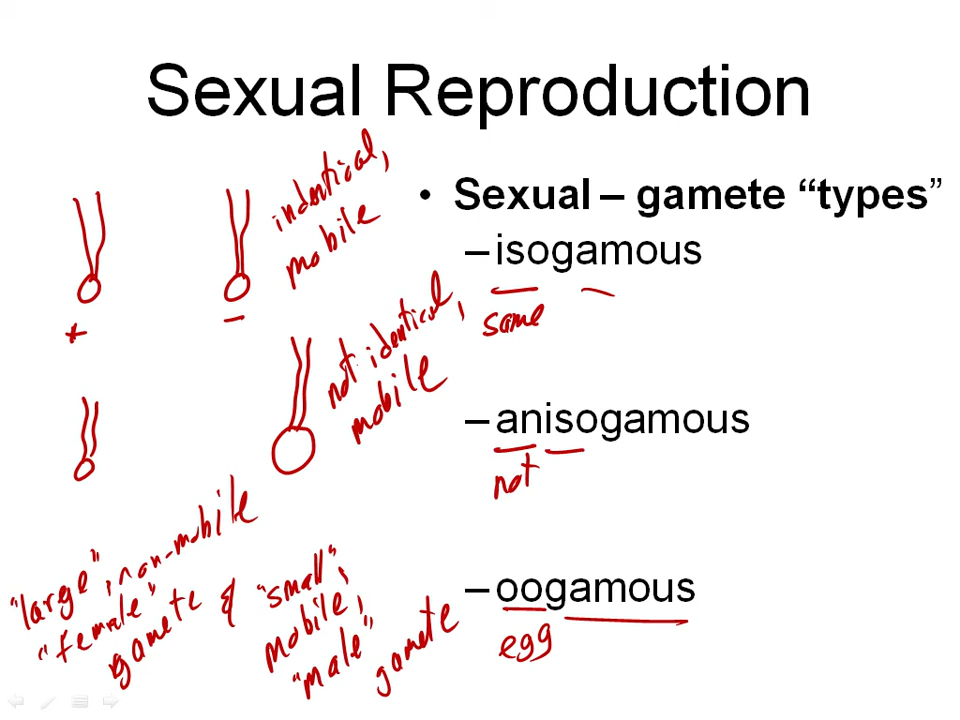 Sexual Reproduction
• Sexual – gamete “types”
– isogamous
same
indentical,
mobile
+
–
– anisogamous
not
not identical,
mobile
– oogamous
egg
"large", non-mobile
"female"
gamete & "small",
mobile,
"male"
gamete